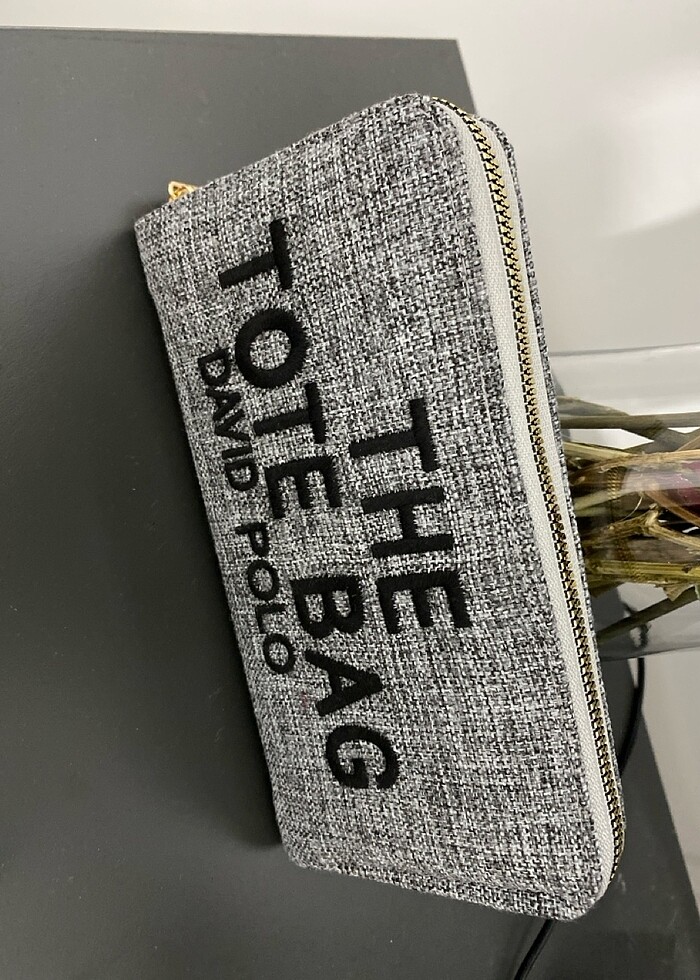 THE
TOTE BAG
DAVID POLO